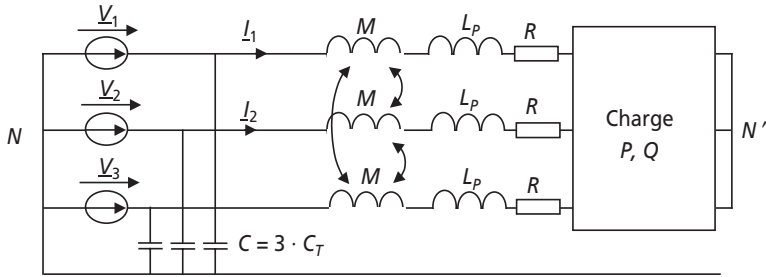 V1 I1 M LP R
V2 I2 M LP R
N Charge N′
P, Q
V3 M LP R
C = 3 · CT